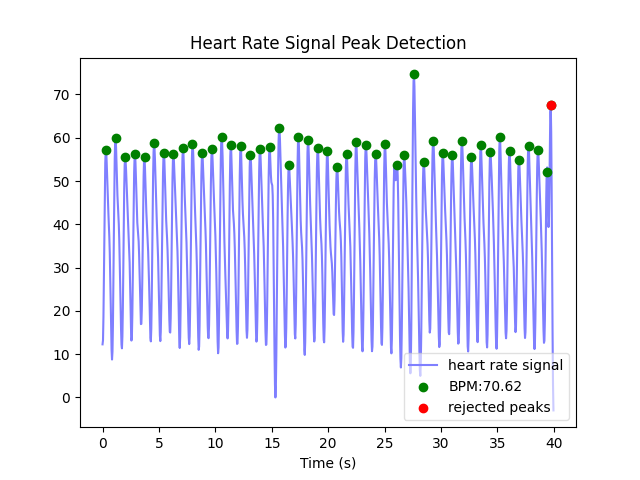 Heart Rate Signal Peak Detection
70
60
50
40
30
20
10
0
heart rate signal
BPM:70.62
rejected peaks
0 5 10 15 20 25 30 35 40
Time (s)